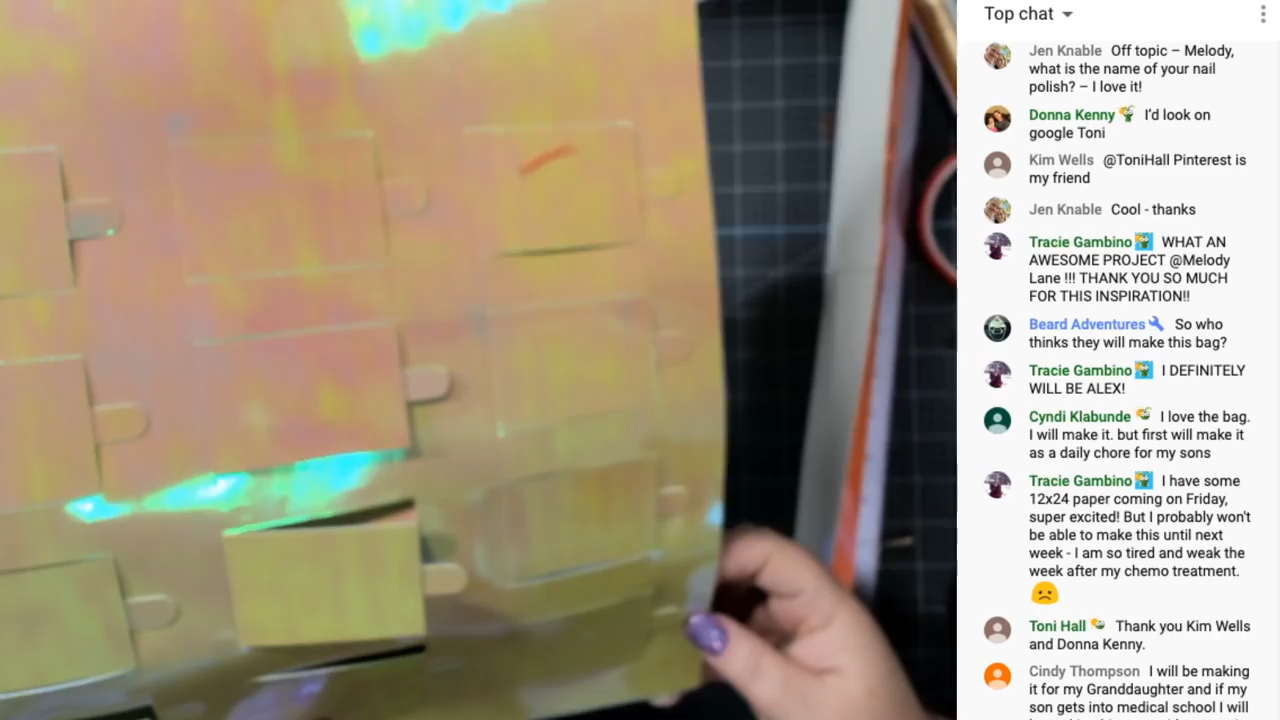 Top chat
Jen Knable Off topic – Melody,
what is the name of your nail
polish? – I love it!
Donna Kenny I'd look on
google Toni
Kim Wells @ToniHall Pinterest is
my friend
Jen Knable Cool - thanks
Tracie Gambino WHAT AN
AWESOME PROJECT @Melody
Lane !!! THANK YOU SO MUCH
FOR THIS INSPIRATION!!
Beard Adventures So who
thinks they will make this bag?
Tracie Gambino I DEFINITELY
WILL BE ALEX!
Cyndi Klabunde I love the bag.
I will make it. but first will make it
as a daily chore for my sons
Tracie Gambino I have some
12x24 paper coming on Friday,
super excited! But I probably won't
be able to make this until next
week - I am so tired and weak the
week after my chemo treatment.
Toni Hall Thank you Kim Wells
and Donna Kenny.
Cindy Thompson I will be making
it for my Granddaughter and if my
son gets into medical school I will